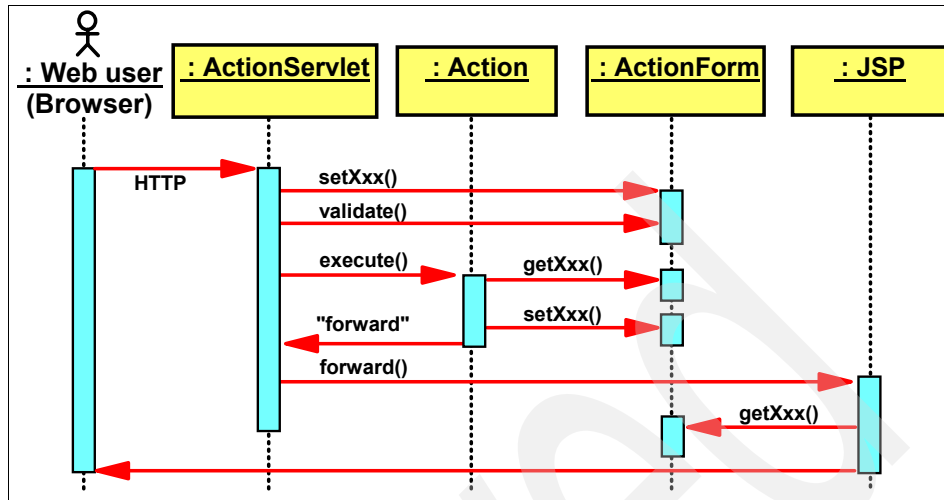 : Web user
(Browser)
: ActionServlet
: Action
: ActionForm
: JSP
HTTP
setXxx()
validate()
execute()
getXxx()
setXxx()
"forward"
forward()
getXxx()